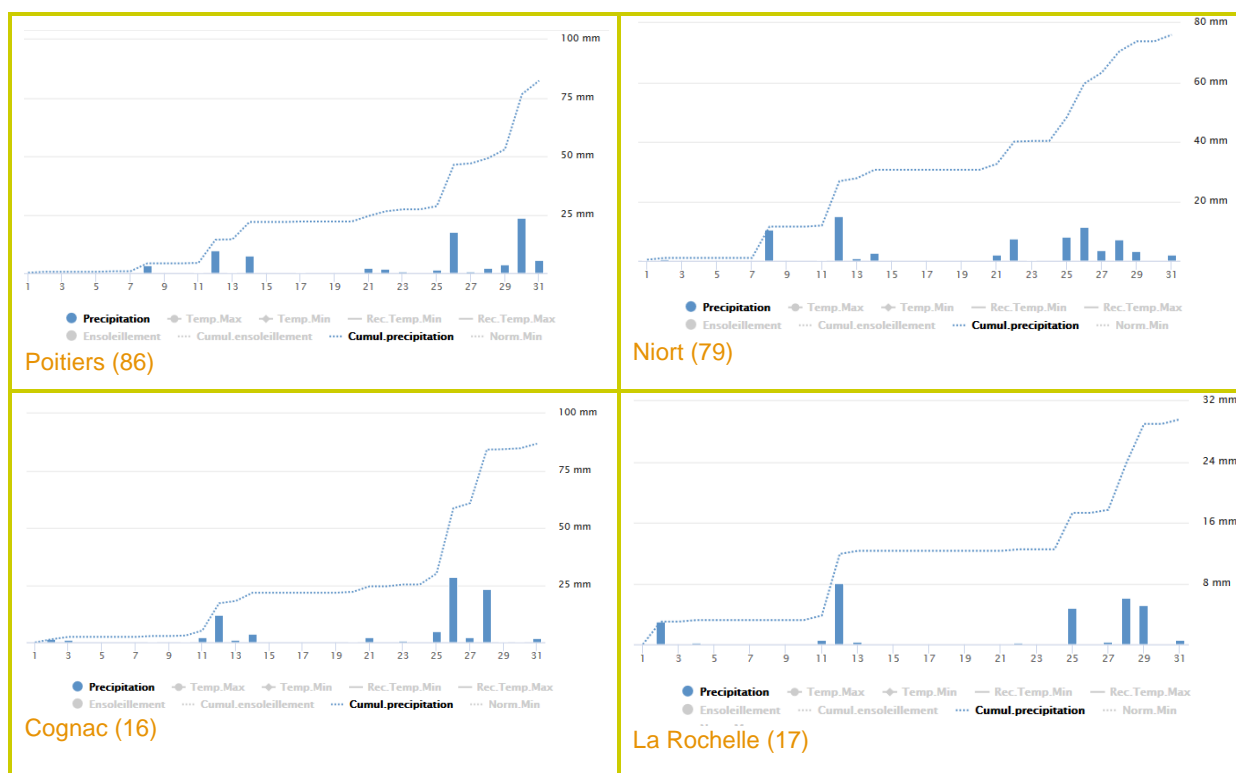 100 mm
75 mm
50 mm
25 mm
1 3 5 7 9 11 13 15 17 19 21 23 25 27 29 31
Precipitation Temp.Max Temp.Min Rec.Temp.Min Rec.Temp.Max
Ensoleillement Cumul.ensoleillement Cumul.precipitation Norm.Min
Poitiers (86)
80 mm
60 mm
40 mm
20 mm
1 3 5 7 9 11 13 15 17 19 21 23 25 27 29 31
Precipitation Temp.Max Temp.Min Rec.Temp.Min Rec.Temp.Max
Ensoleillement Cumul.ensoleillement Cumul.precipitation Norm.Min
Niort (79)
100 mm
75 mm
50 mm
25 mm
1 3 5 7 9 11 13 15 17 19 21 23 25 27 29 31
Precipitation Temp.Max Temp.Min Rec.Temp.Min Rec.Temp.Max
Ensoleillement Cumul.ensoleillement Cumul.precipitation Norm.Min
Cognac (16)
32 mm
24 mm
16 mm
8 mm
1 3 5 7 9 11 13 15 17 19 21 23 25 27 29 31
Precipitation Temp.Max Temp.Min Rec.Temp.Min Rec.Temp.Max
Ensoleillement Cumul.ensoleillement Cumul.precipitation Norm.Min
La Rochelle (17)